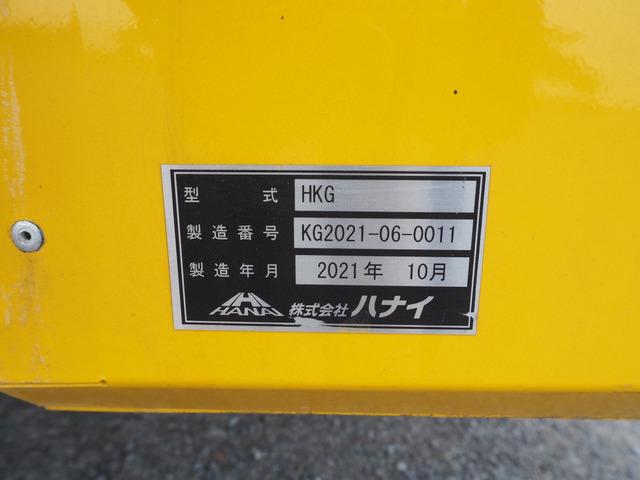 型式 HKG
製造番号 KG2021-06-0011
製造年月 2021年 10月
HANAI 株式会社ハナイ